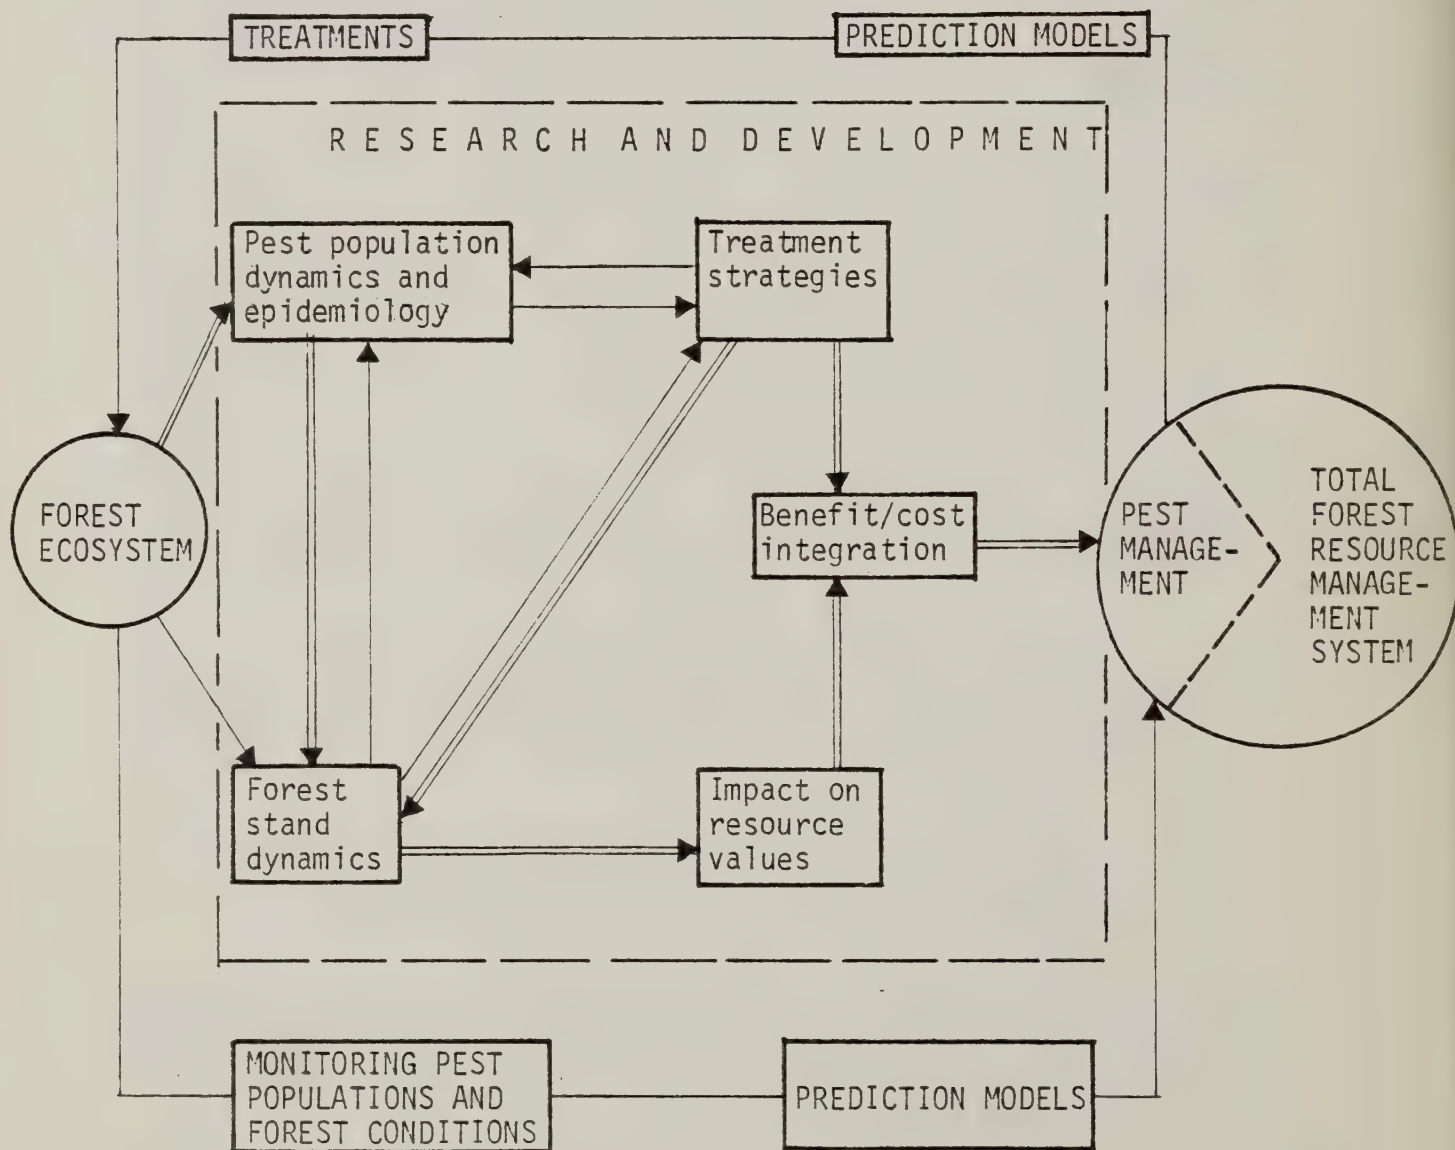 TREATMENTS
PREDICTION MODELS
RESEARCH AND DEVELOPMENT
Pest population
dynamics and
epidemiology
Treatment
strategies
FOREST
ECOSYSTEM
Benefit/cost
integration
PEST
MANAGE-
MENT
TOTAL
FOREST
RESOURCE
MANAGE-
MENT
SYSTEM
Forest
stand
dynamics
Impact on
resource
values
MONITORING PEST
POPULATIONS AND
FOREST CONDITIONS
PREDICTION MODELS